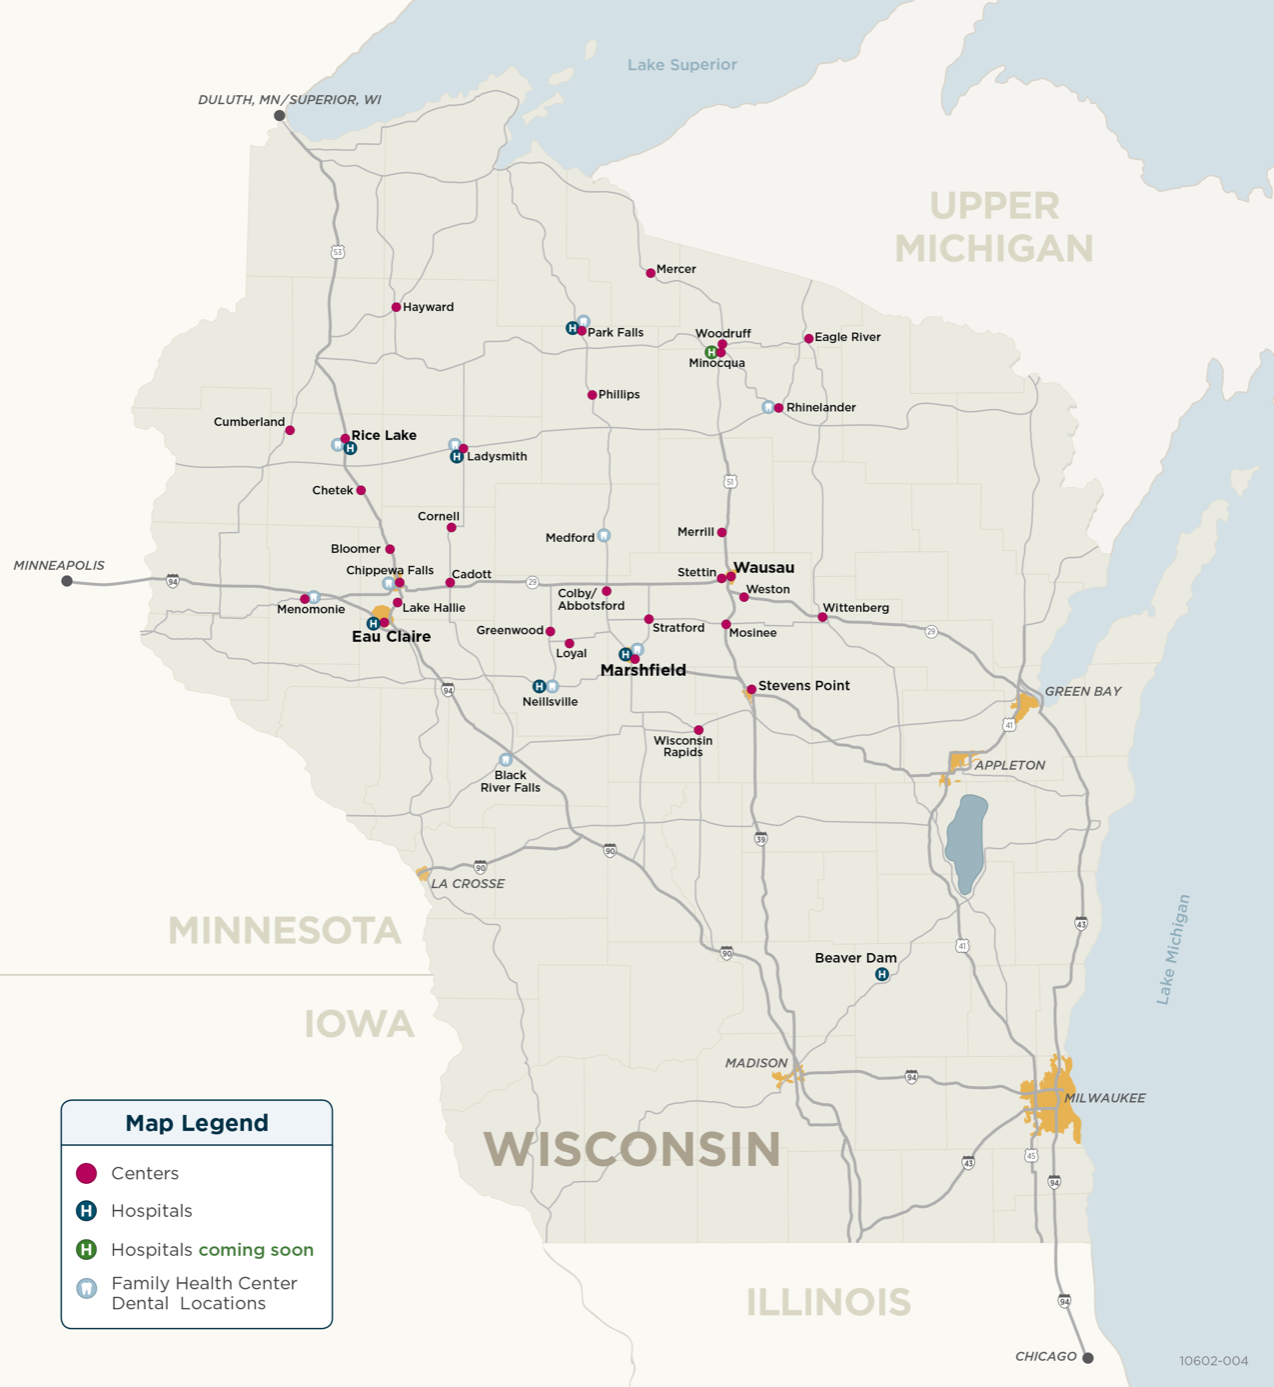 Lake Superior
DULUTH, MN/SUPERIOR, WI
UPPER
MICHIGAN
53
Mercer
Hayward
Park Falls
H
Woodruff
H
Minocqua
Eagle River
Phillips
Rhinelander
Cumberland
Rice Lake
H
H
Ladysmith
Chetek
51
Cornell
Medford
Merrill
Bloomer
MINNEAPOLIS
94
Chippewa Falls
Cadott
29
Stettin
Wausau
Weston
Colby/
Abbotsford
Menomonie
Lake Hallie
Wittenberg
H
Eau Claire
Greenwood
Stratford
Mosinee
29
Loyal
H
Marshfield
94
H
Neillsville
Stevens Point
GREEN BAY
41
Wisconsin
Rapids
Black
River Falls
APPLETON
39
90
90
LA CROSSE
MINNESOTA
43
Lake Michigan
90
41
Beaver Dam
H
IOWA
MADISON
94
MILWAUKEE
WISCONSIN
43
45
94
Map Legend
Centers
H Hospitals
H Hospitals coming soon
Family Health Center
Dental Locations
ILLINOIS
94
CHICAGO
10602-004